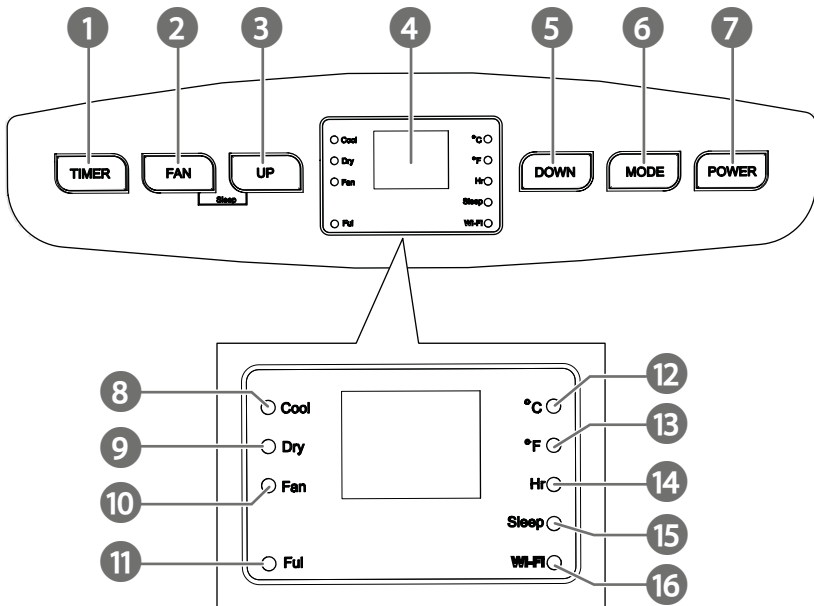 1 2 3 4 5 6 7
Cool °C
Dry °F
TIMER FAN UP Fan Hr DOWN MODE POWER
Sleep Sleep
Ful Wi-Fi
8 Cool °C 12
9 Dry °F 13
10 Fan Hr 14
Sleep 15
11 Ful Wi-Fi 16